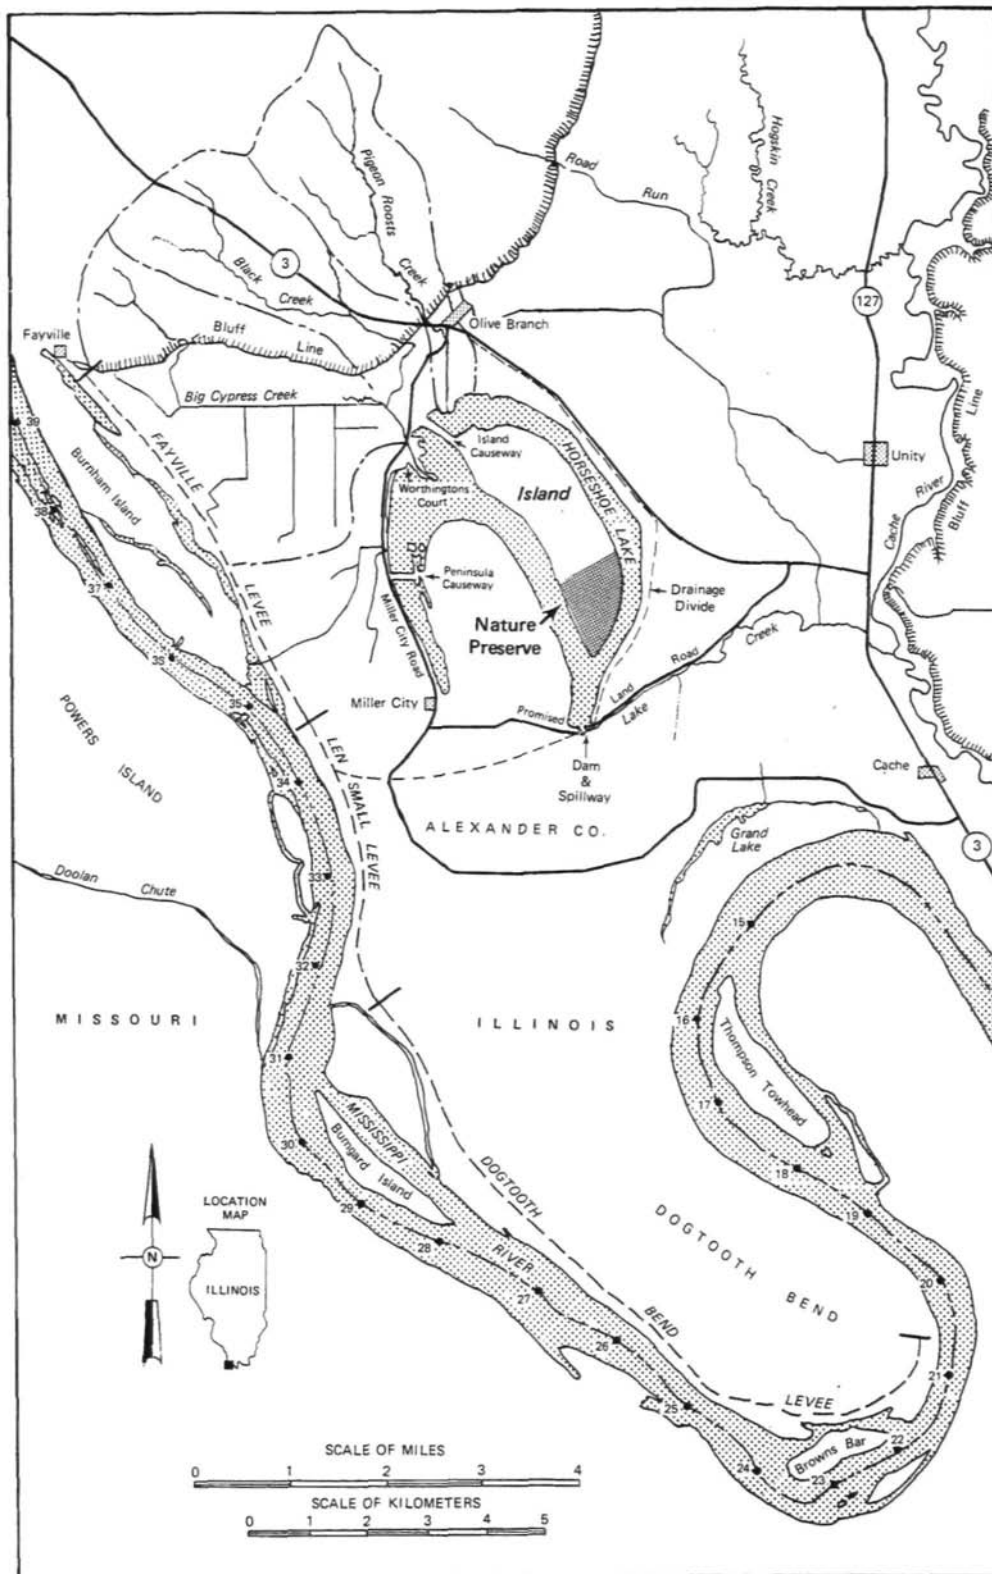 Pigeon Roosts
Creek
Road
Run
Hogskin Creek
3
Black
Creek
127
Olive Branch
Fayville
Bluff
Line
Big Cypress Creek
39
Burnham Island
FAYVILLE
LEVEE
Island
Causeway
Worthingtons
Court
Island
HORSESHOE LAKE
Unity
Cache
River
Bluff
Line
38
37
Peninsula
Causeway
Miller City Road
Nature
Preserve
Drainage
Divide
35
35
POWERS
ISLAND
Miller City
Promised
Land
Road
Lake
Creek
LEN
SMALL
LEVEE
34
Dam
&
Spillway
Cache
ALEXANDER CO.
Grand
Lake
3
Doolan
Chute
33
15
32
MISSOURI
ILLINOIS
16
Thompson Towhead
31
17
MISSISSIPPI
30
Bumgard Island
18
DOGTOOTH
29
19
LOCATION
MAP
28
RIVER
DOGTOOTH
BEND
N
ILLINOIS
27
20
26
BEND
21
LEVEE
25
22
Browns Bar
24
23
SCALE OF MILES
0 1 2 3 4
SCALE OF KILOMETERS
0 1 2 3 4 5